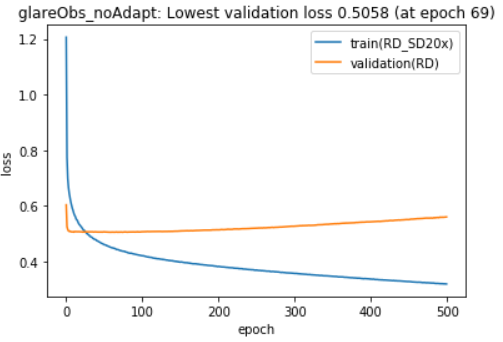 glareObs_noAdapt: Lowest validation loss 0.5058 (at epoch 69)
train(RD_SD20x)
validation(RD)
loss
1.2
1.0
0.8
0.6
0.4
0
100
200
300
400
500
epoch